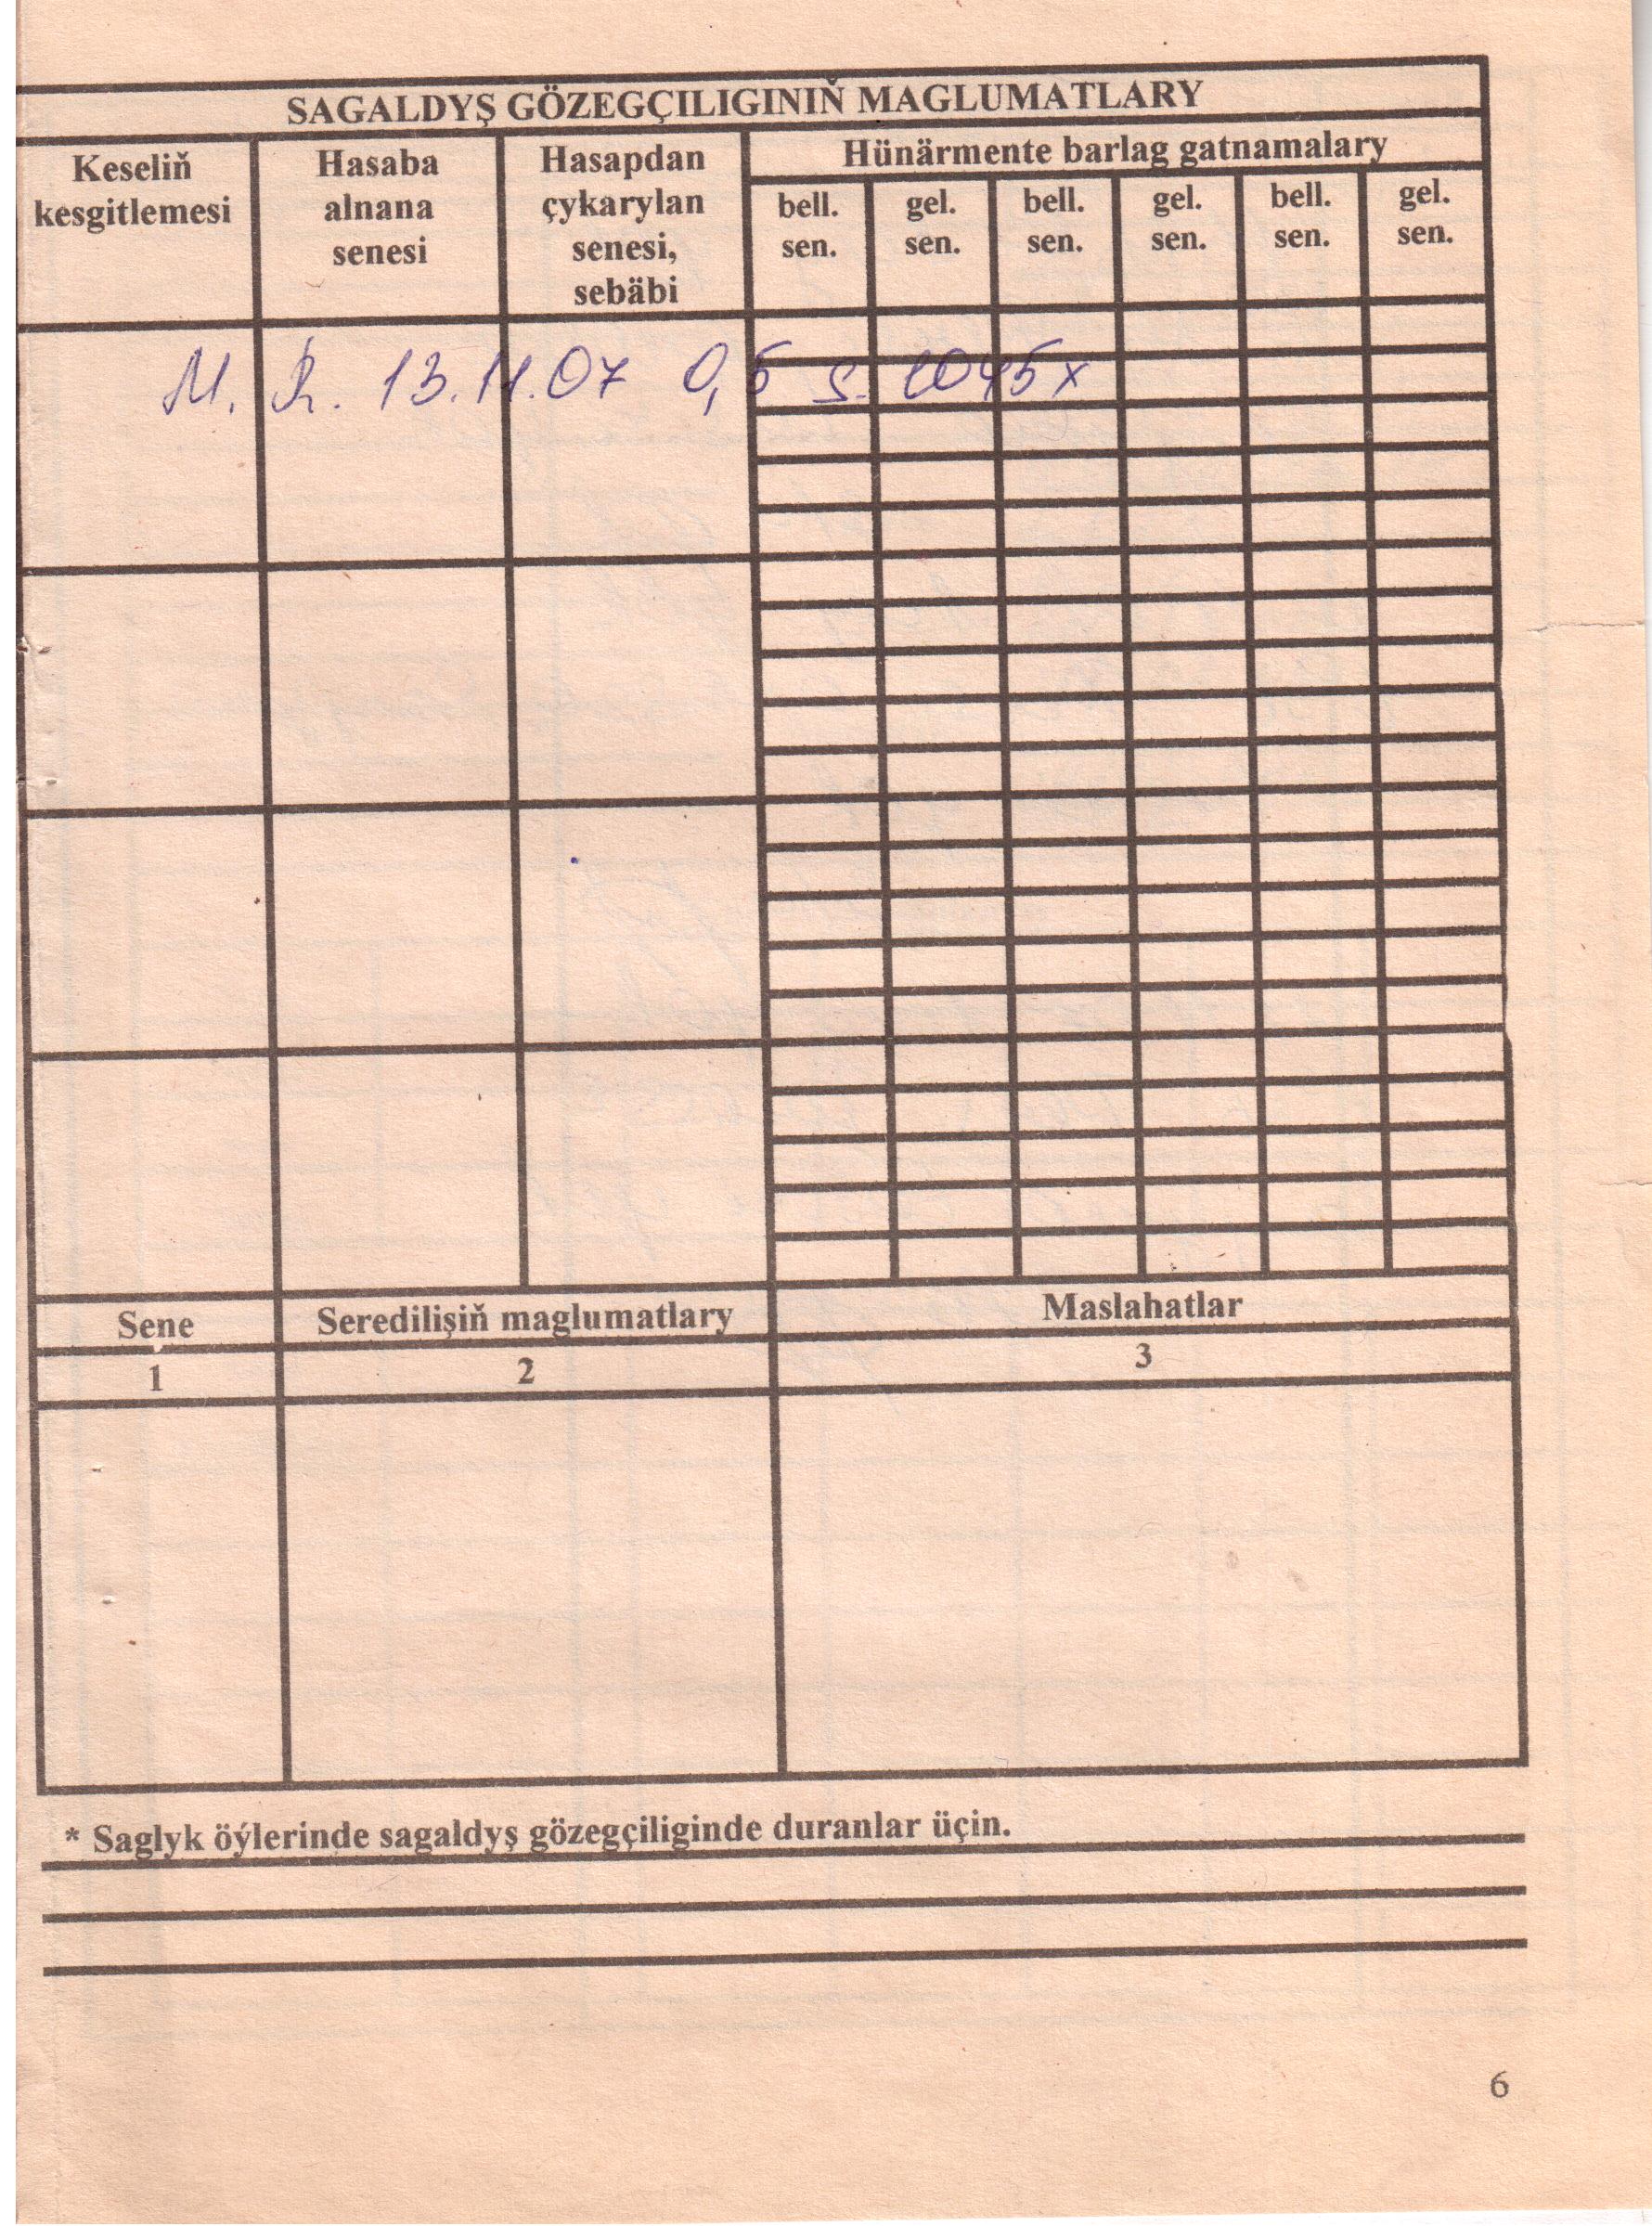 SAGALDYŞ GÖZEGÇILIGINIŇ MAGLUMATLARY
Keseliň
kesgitlemesi
Hasaba
alnana
senesi
Hasapdan
çykarylan
senesi,
sebäbi
Hünärmente barlag gatnamalary
bell.
sen.
gel.
sen.
bell.
sen.
gel.
sen.
bell.
sen.
gel.
sen.
M. R. 13.11.07 0,5 S. 1045x
Sene
Seredilişiň maglumatlary
Maslahatlar
1
2
3
* Saglyk öýlerinde sagaldyş gözegçiliginde duranlar üçin.
6